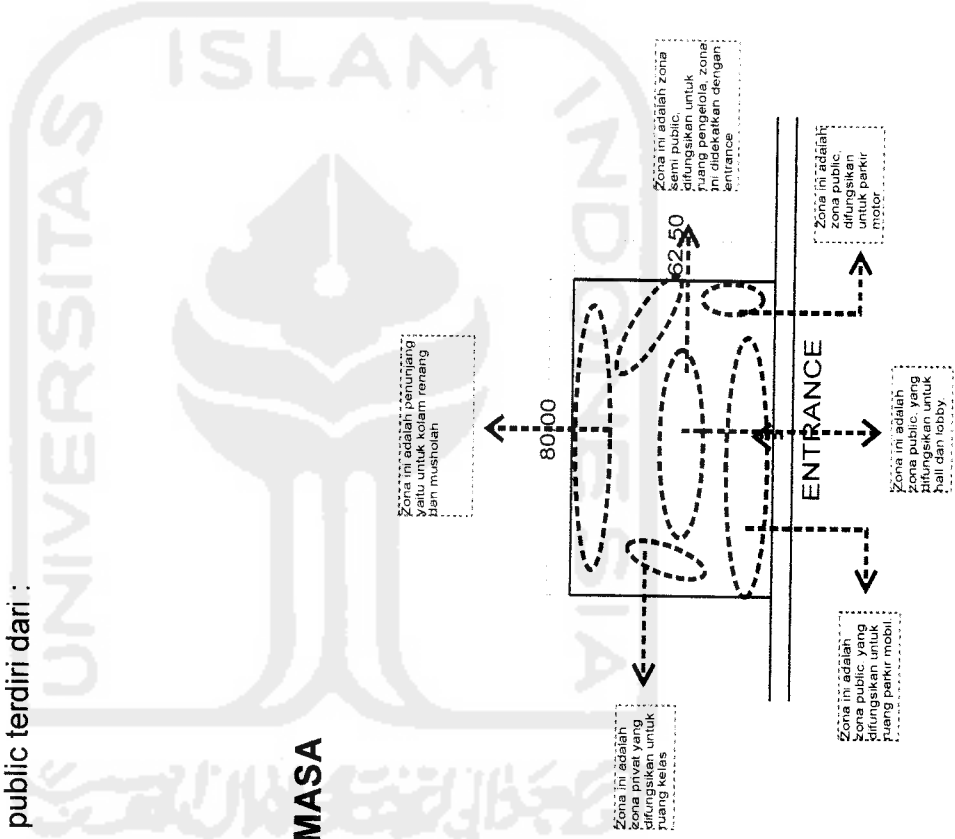 public terdiri dari :
MASA
UNIVERSITAS
ISLAM
INDONESIA
Zona ini adalah penunjang
yaitu untuk kolam renang
dan musholah
Zona ini adalah zona
semi public,
difungsikan untuk
ruang pengelola, zona
ini didekatkan dengan
entrance
80.00
62.50
Zona ini adalah
zona privat yang
difungsikan untuk
ruang kelas
ENTRANCE
Zona ini adalah
zona public,
difungsikan
untuk parkir
motor
Zona ini adalah
zona public, yang
difungsikan untuk
ruang parkir mobil.
Zona ini adalah
zona public, yang
difungsikan untuk
hall dan lobby.